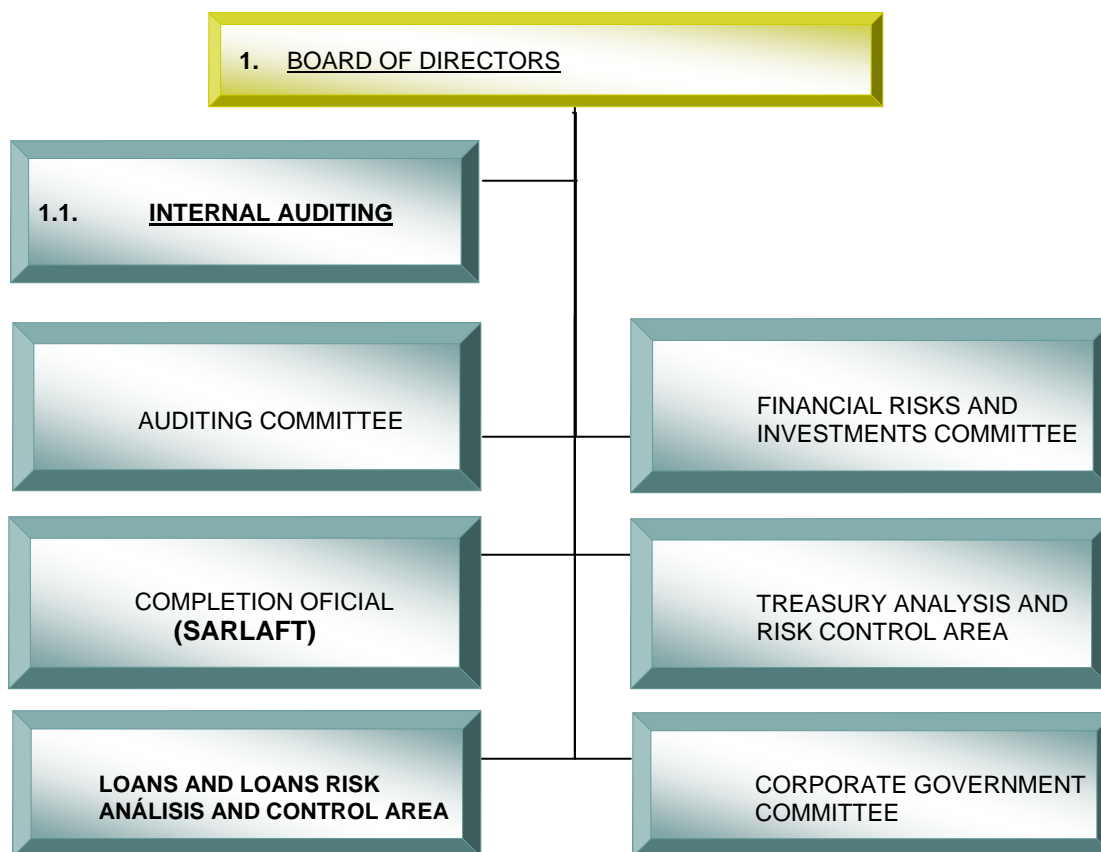 1. BOARD OF DIRECTORS
1.1. INTERNAL AUDITING
AUDITING COMMITTEE
FINANCIAL RISKS AND
INVESTMENTS COMMITTEE
COMPLETION OFICIAL
(SARLAFT)
TREASURY ANALYSIS AND
RISK CONTROL AREA
LOANS AND LOANS RISK
ANÁLISIS AND CONTROL AREA
CORPORATE GOVERNMENT
COMMITTEE